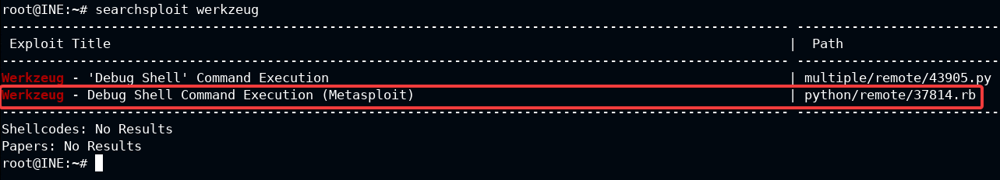 root@INE:~# searchsploit werkzeug
---------------------------------------------------------------------------------------------------- --------------------------
Exploit Title | Path
---------------------------------------------------------------------------------------------------- --------------------------
Werkzeug - 'Debug Shell' Command Execution | multiple/remote/43905.py
Werkzeug - Debug Shell Command Execution (Metasploit) | python/remote/37814.rb
---------------------------------------------------------------------------------------------------- --------------------------
Shellcodes: No Results
Papers: No Results
root@INE:~#